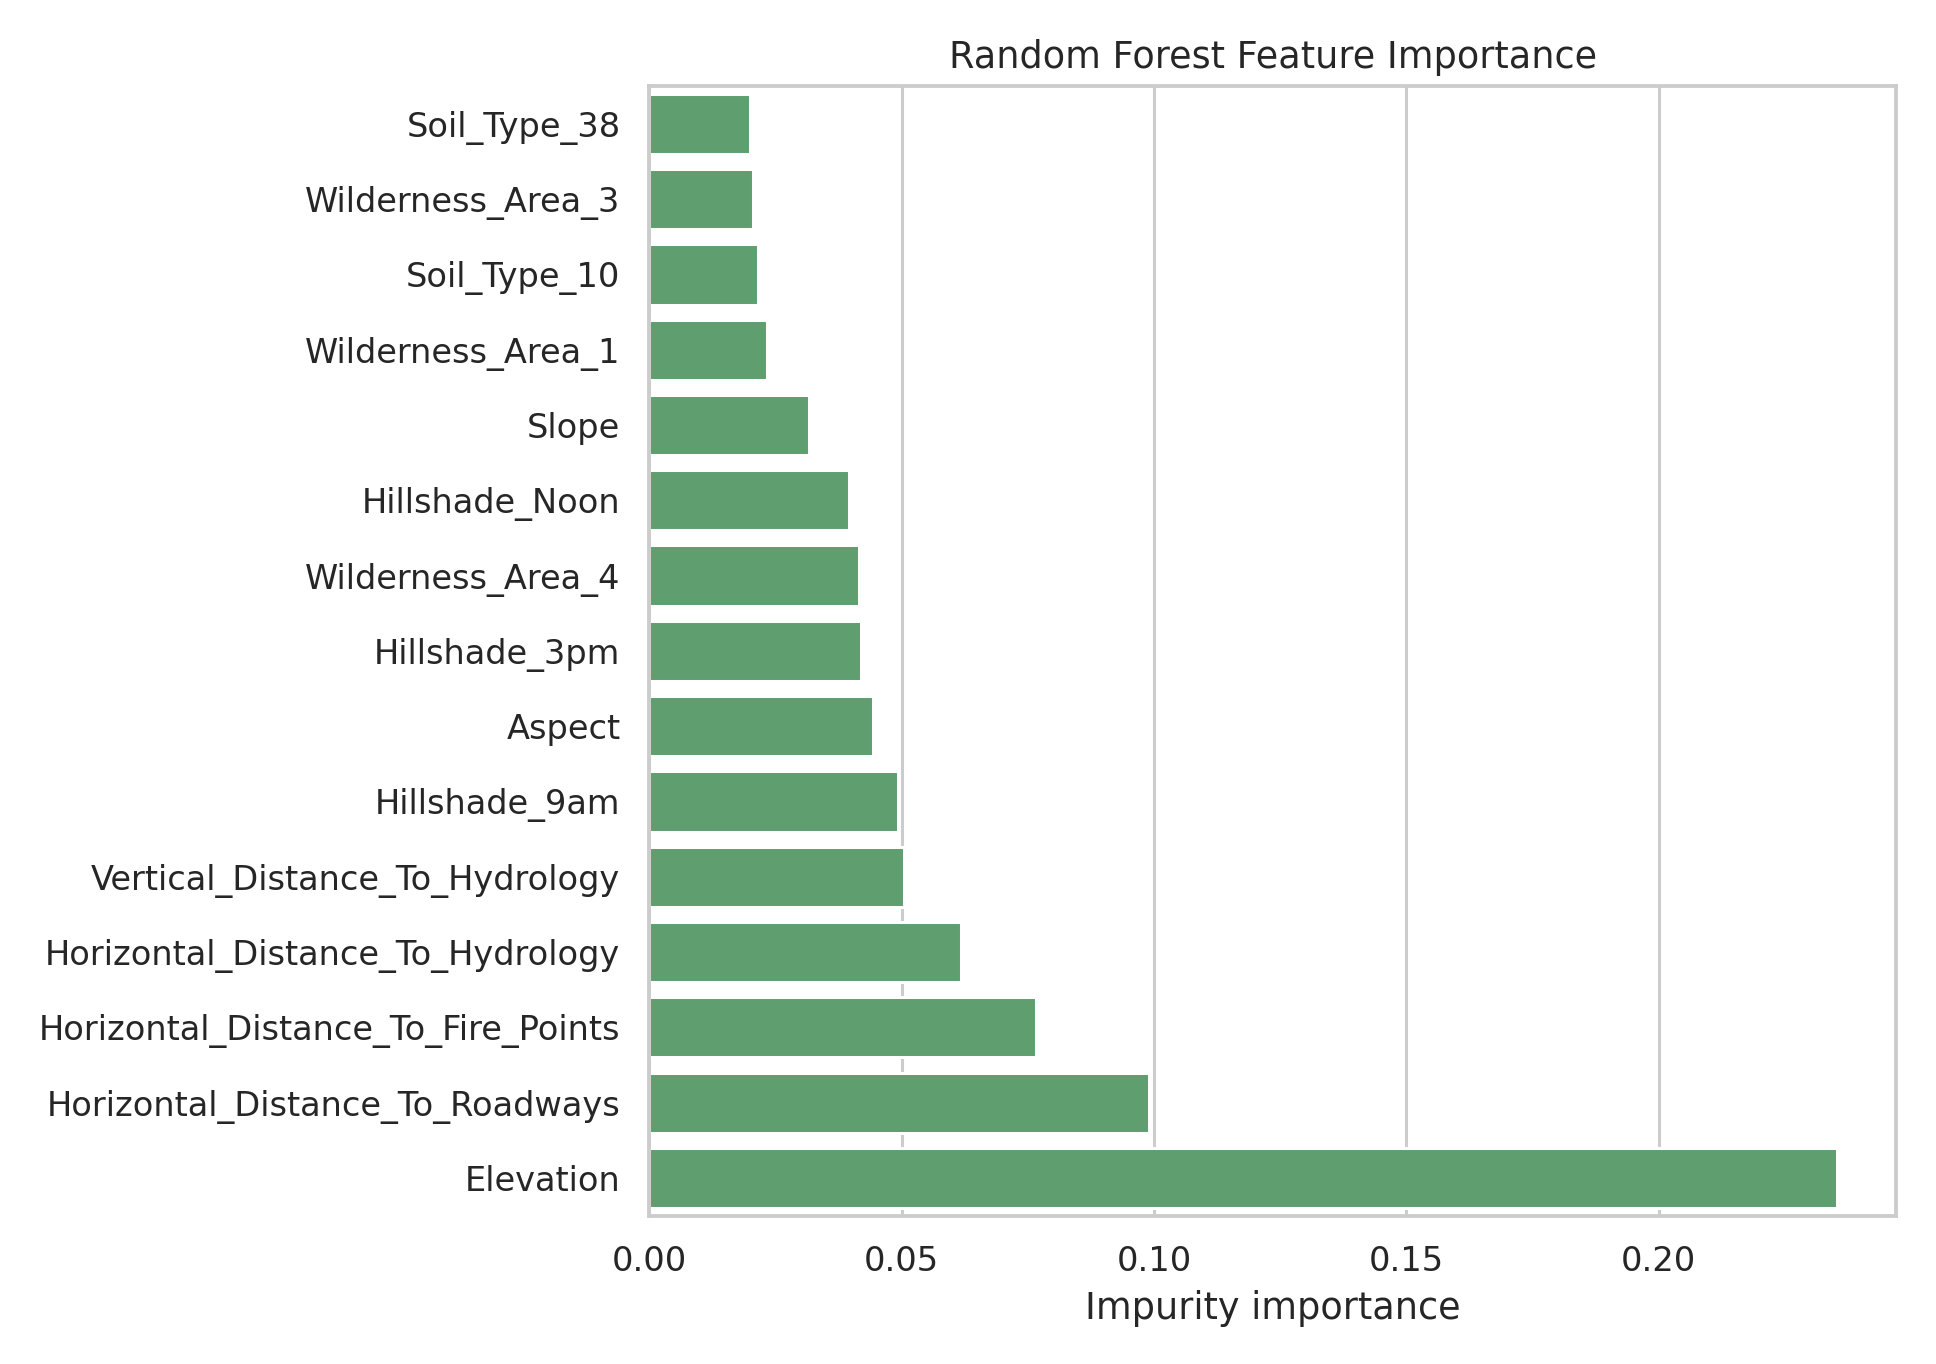 Random Forest Feature Importance
Soil_Type_38
Wilderness_Area_3
Soil_Type_10
Wilderness_Area_1
Slope
Hillshade_Noon
Wilderness_Area_4
Hillshade_3pm
Aspect
Hillshade_9am
Vertical_Distance_To_Hydrology
Horizontal_Distance_To_Hydrology
Horizontal_Distance_To_Fire_Points
Horizontal_Distance_To_Roadways
Elevation
0.00 0.05 0.10 0.15 0.20
Impurity importance